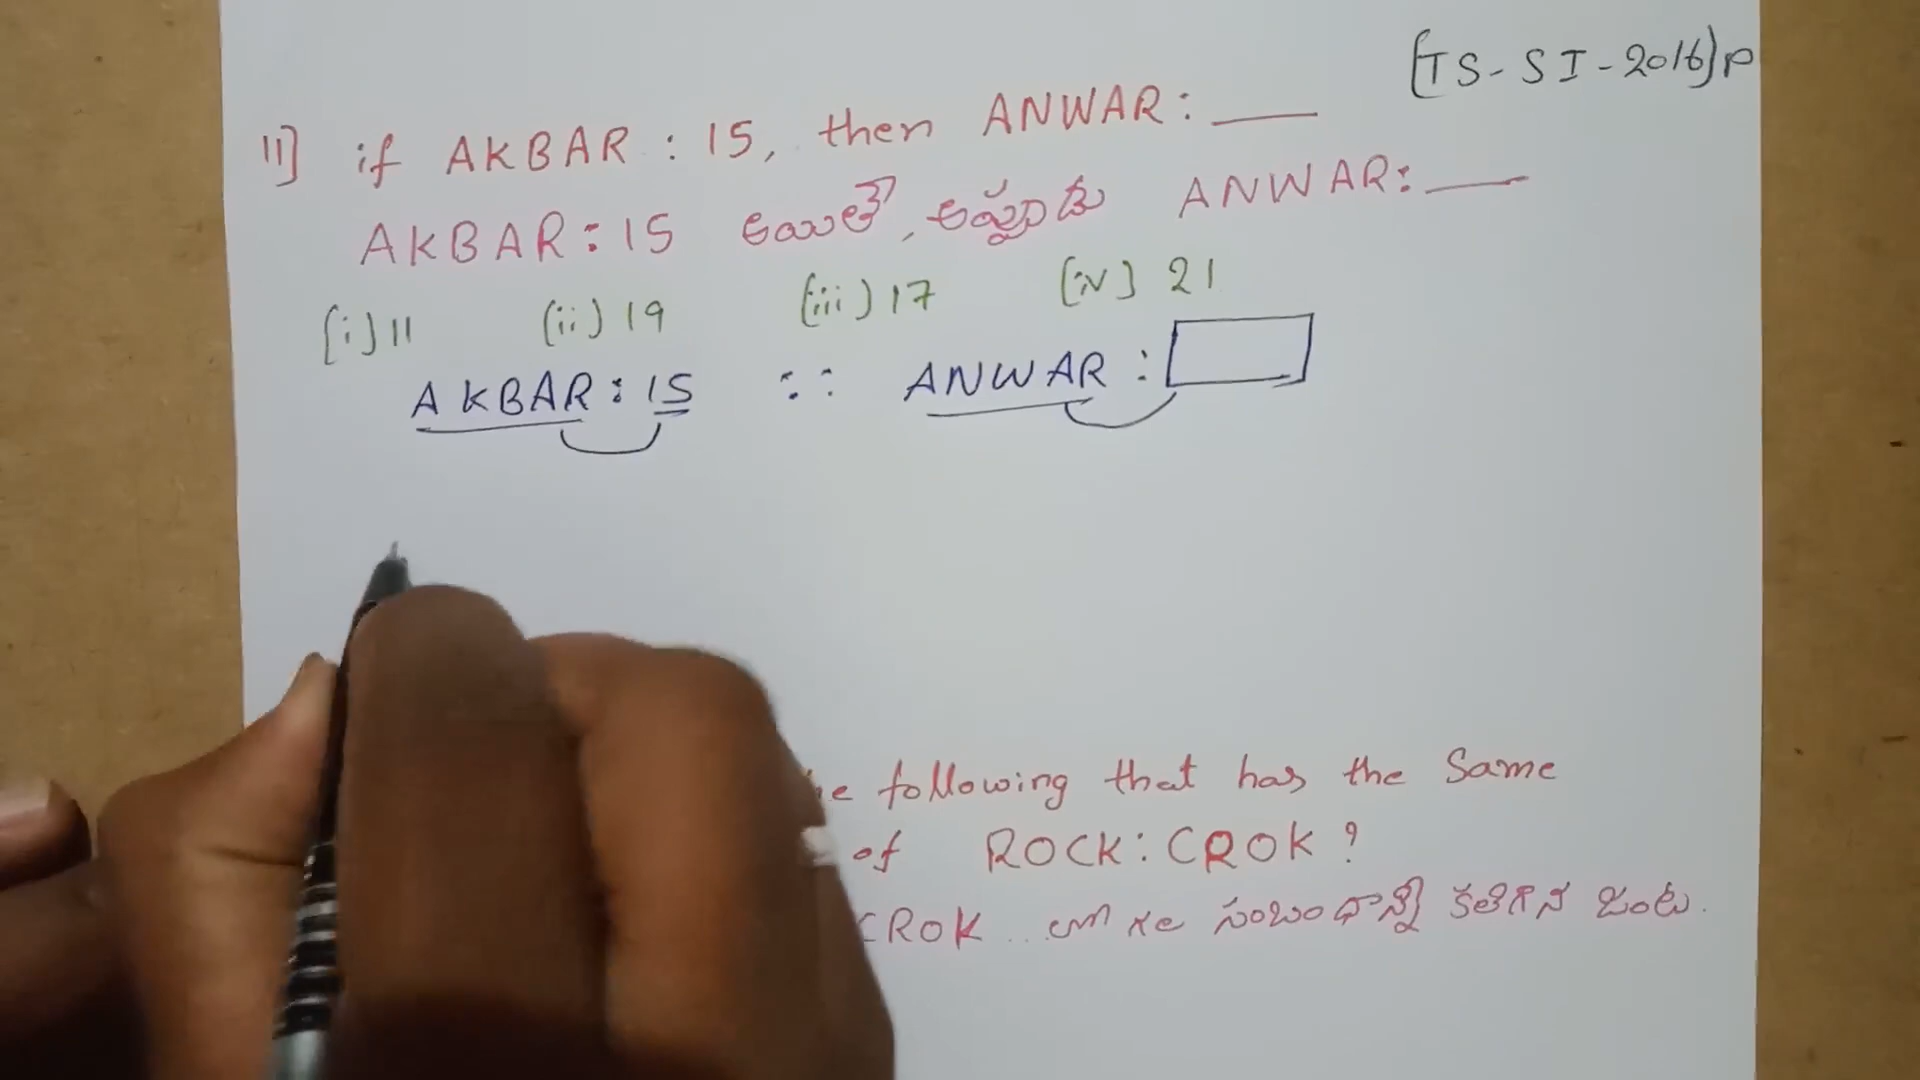 [TS-SI-2016]P
11] if AKBAR : 15, then ANWAR : ___
AKBAR : 15 అయితే, అప్పుడు ANWAR : ___
(i) 11 (ii) 19 (iii) 17 (iv) 21
AKBAR : 15 :: ANWAR :
following that has the same
of ROCK : CROK ?
CROK .. లాగే సంబంధాన్ని కలిగిన జంట.